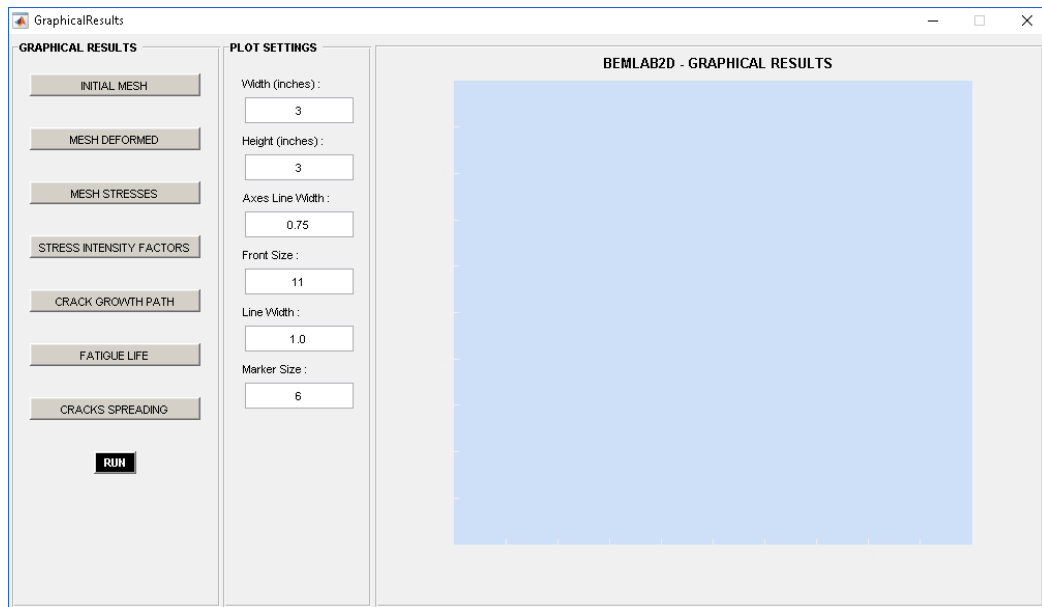 GraphicalResults
GRAPHICAL RESULTS
INITIAL MESH
MESH DEFORMED
MESH STRESSES
STRESS INTENSITY FACTORS
CRACK GROWTH PATH
FATIGUE LIFE
CRACKS SPREADING
RUN
PLOT SETTINGS
Width (inches) :
3
Height (inches) :
3
Axes Line Width :
0.75
Front Size :
11
Line Width :
1.0
Marker Size :
6
BEMLAB2D - GRAPHICAL RESULTS